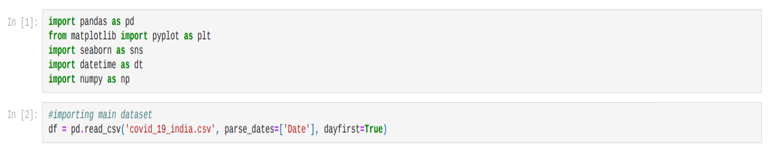 In [1]: import pandas as pd
from matplotlib import pyplot as plt
import seaborn as sns
import datetime as dt
import numpy as np
In [2]: #importing main dataset
df = pd.read_csv('covid_19_india.csv', parse_dates=['Date'], dayfirst=True)